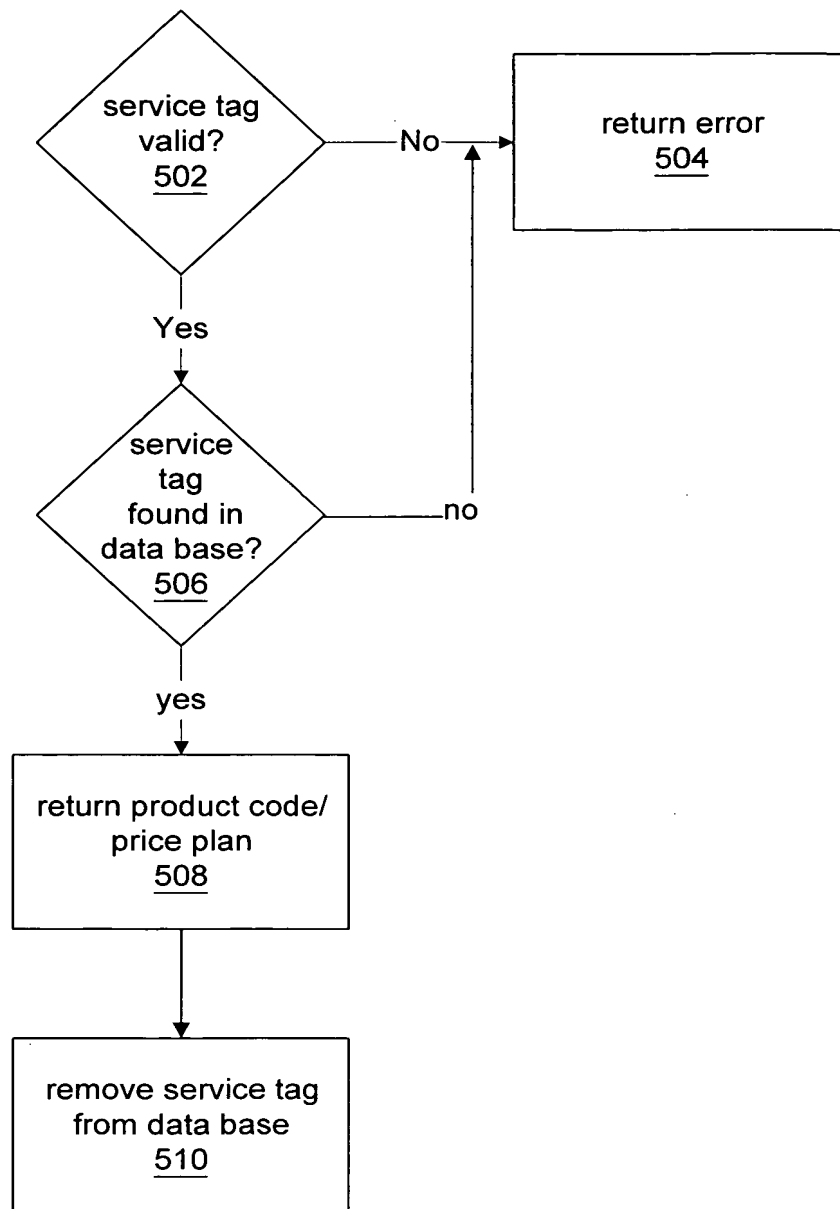 service tag
valid?
502
No
return error
504
Yes
service
tag
found in
data base?
506
no
yes
return product code/
price plan
508
remove service tag
from data base
510